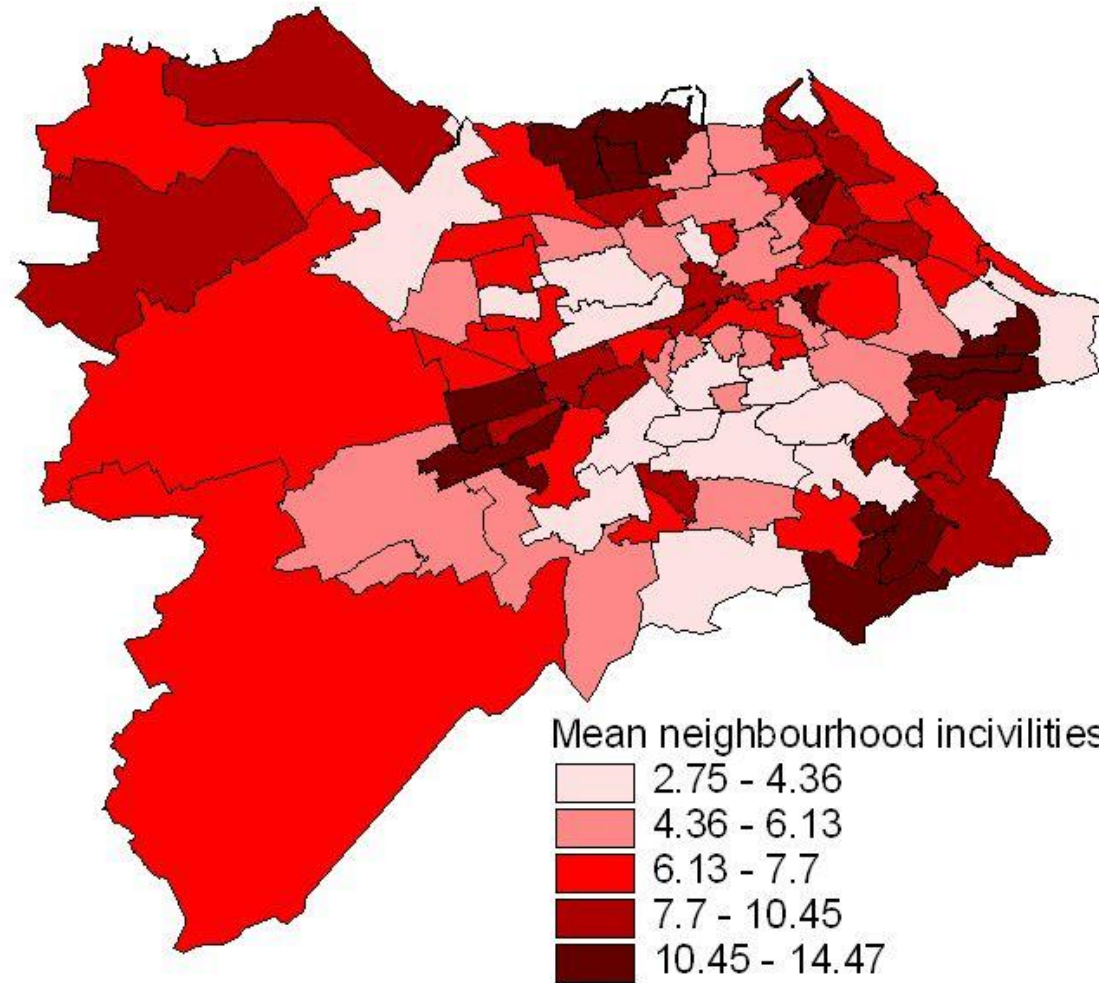 Mean neighbourhood incivilities
2.75 - 4.36
4.36 - 6.13
6.13 - 7.7
7.7 - 10.45
10.45 - 14.47